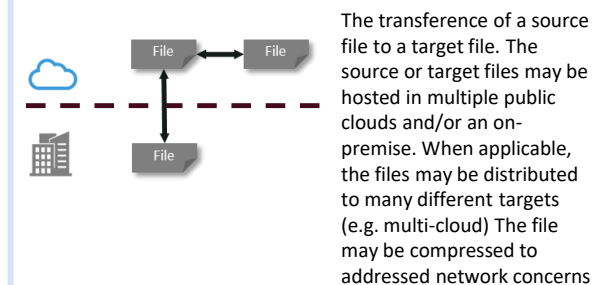 File
File
File
The transference of a source
file to a target file. The
source or target files may be
hosted in multiple public
clouds and/or an on-
premise. When applicable,
the files may be distributed
to many different targets
(e.g. multi-cloud) The file
may be compressed to
addressed network concerns